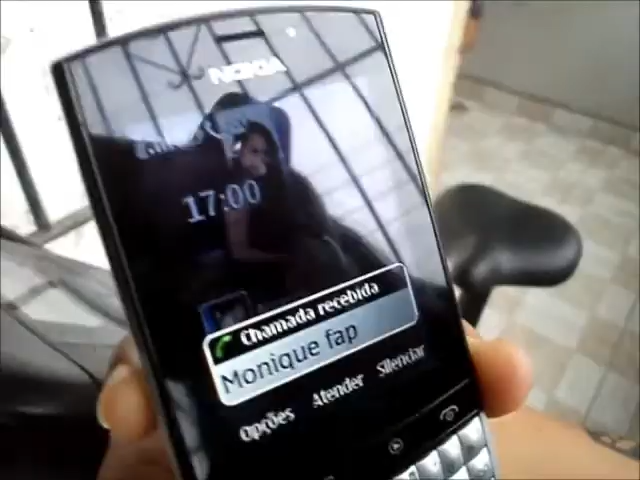 NOKIA
17:00
Chamada recebida
Monique fap
Opções Atender Silenciar